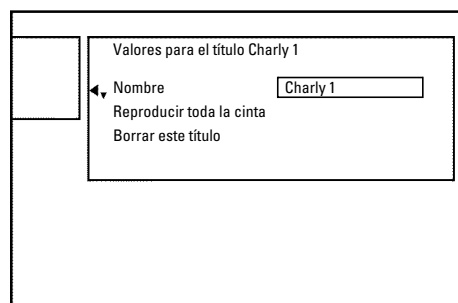 Valores para el título Charly 1
Nombre Charly 1
Reproducir toda la cinta
Borrar este título